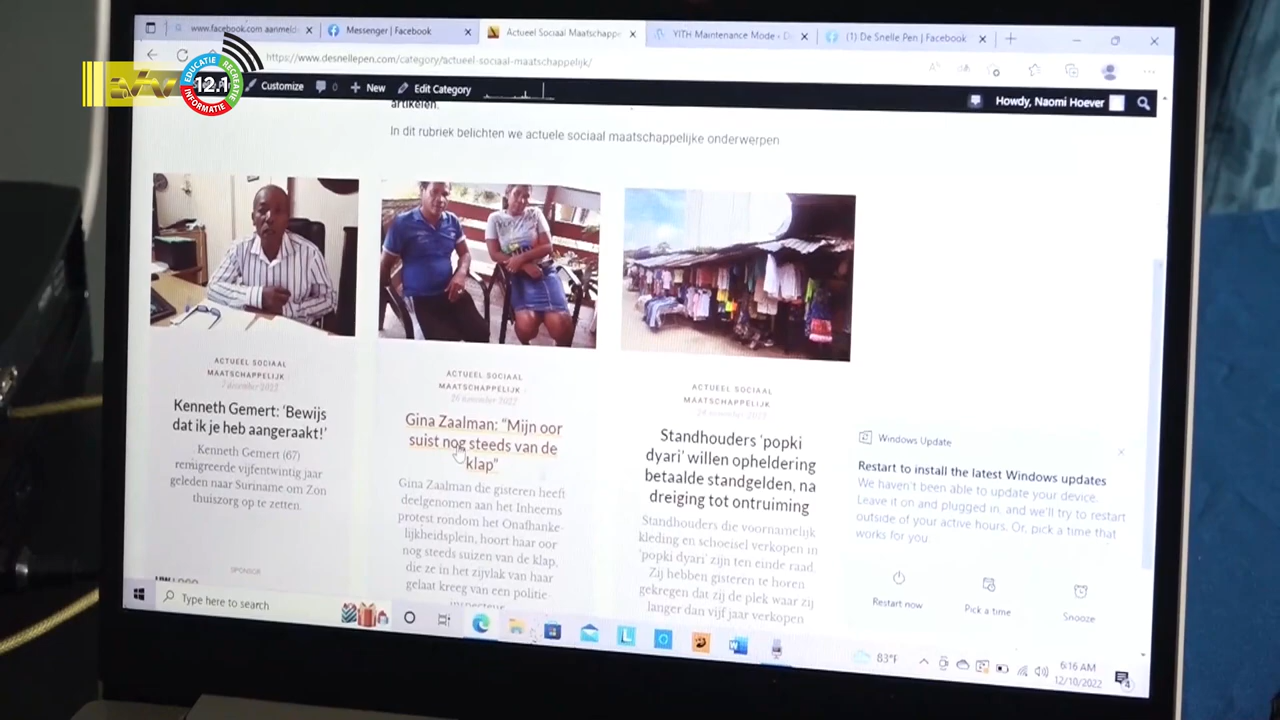 www.facebook.com aanmeld
Messenger | Facebook
Actueel Sociaal Maatschapp
YITH Maintenance Mode - D
(1) De Snelle Pen | Facebook
https://www.desnellepen.com/category/actueel-sociaal-maatschappelijk/
EDUCATIE
RECREATIE
INFORMATIE
12.1
Customize
0
New
Edit Category
Howdy, Naomi Hoever
artikelen.
In dit rubriek belichten we actuele sociaal maatschappelijke onderwerpen
ACTUEEL SOCIAAL
MAATSCHAPPELIJK
Kenneth Gemert: 'Bewijs
dat ik je heb aangeraakt!'
Kenneth Gemert (67)
remigreerde vijfentwintig jaar
geleden naar Suriname om Zon
thuiszorg op te zetten.
SPONSOR
ACTUEEL SOCIAAL
MAATSCHAPPELIJK
26 november 2022
Gina Zaalman: "Mijn oor
suist nog steeds van de
klap"
Gina Zaalman die gisteren heeft
deelgenomen aan het Inheems
protest rondom het Onafhanke-
lijkheidsplein, hoort haar oor
nog steeds suizen van de klap,
die ze in het zijvlak van haar
gelaat kreeg van een politie-
ACTUEEL SOCIAAL
MAATSCHAPPELIJK
Standhouders 'popki
dyari' willen opheldering
betaalde standgelden, na
dreiging tot ontruiming
Standhouders die voornamelijk
kleding en schoeisel verkopen in
'popki dyari' zijn ten einde raad.
Zij hebben gisteren te horen
gekregen dat zij de plek waar zij
langer dan vijf jaar verkopen
Windows Update
Restart to install the latest Windows updates
We haven't been able to update your device.
Leave it on and plugged in, and we'll try to restart
outside of your active hours. Or, pick a time that
works for you.
Restart now
Pick a time
Snooze
Type here to search
83°F
6:16 AM
12/10/2022